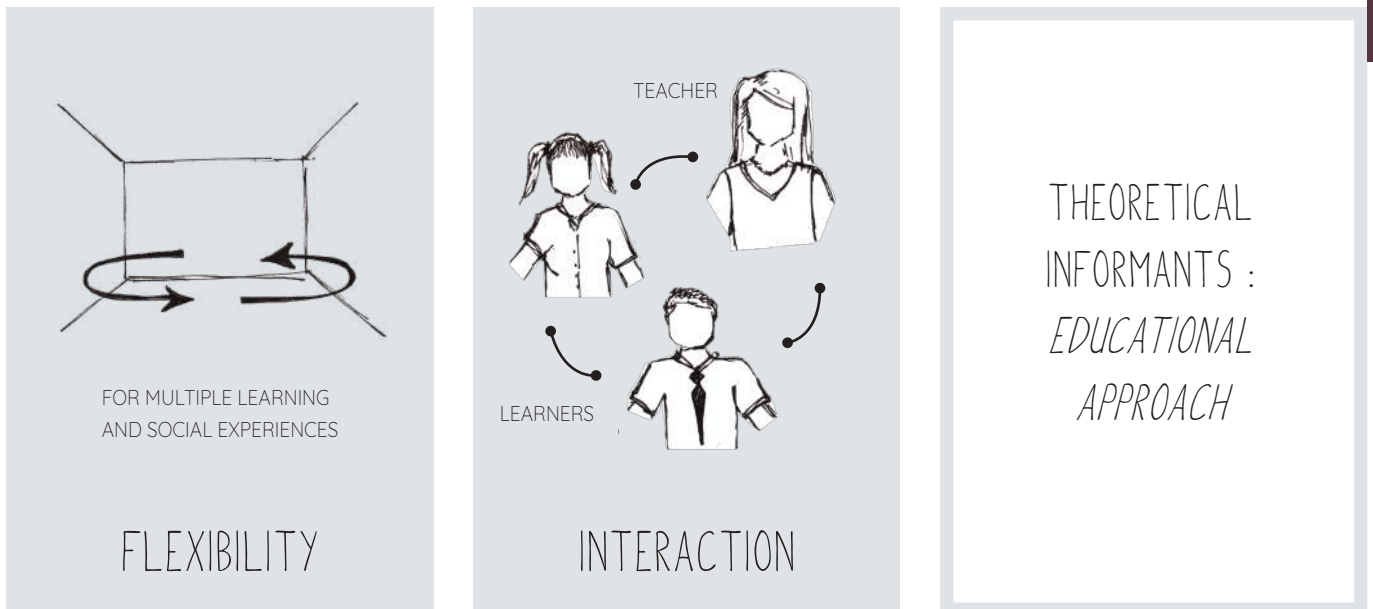 FOR MULTIPLE LEARNING
AND SOCIAL EXPERIENCES
FLEXIBILITY
TEACHER
LEARNERS
INTERACTION
THEORETICAL
INFORMANTS :
EDUCATIONAL
APPROACH